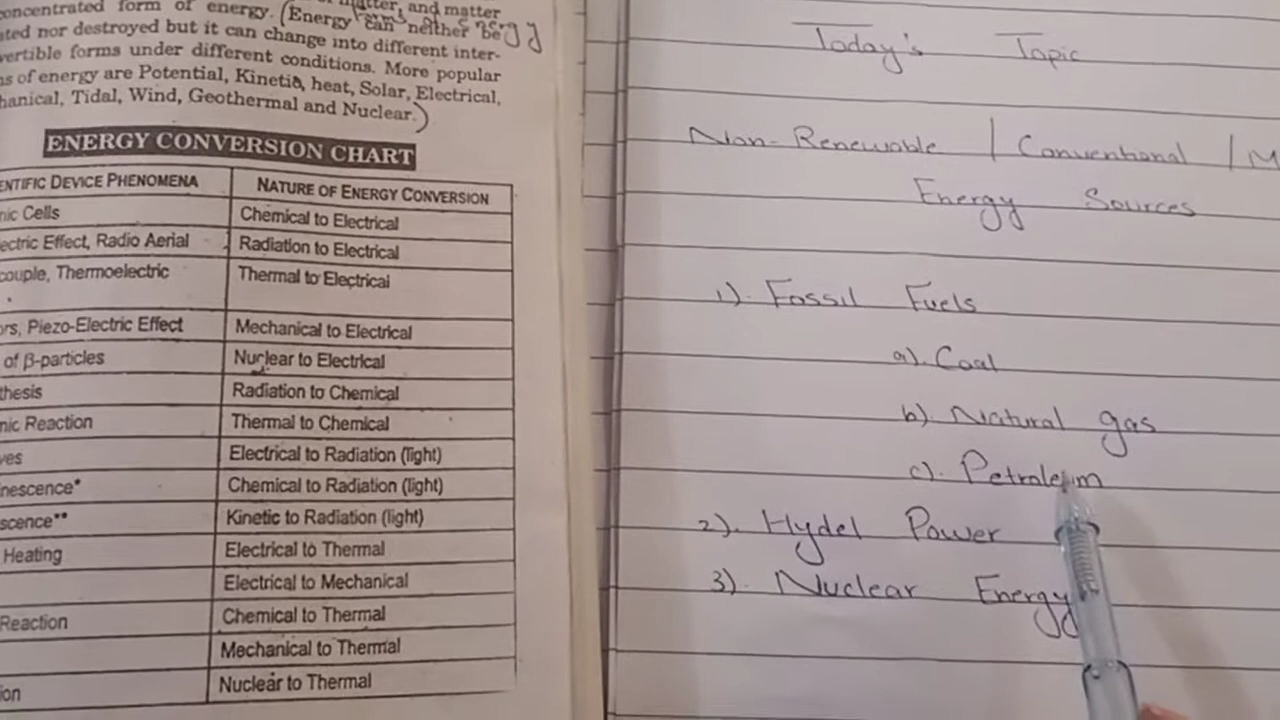 concentrated form of energy. (Energy can neither be
ated nor destroyed but it can change into different inter-
vertible forms under different conditions. More popular
ns of energy are Potential, Kinetic, heat, Solar, Electrical,
hanical, Tidal, Wind, Geothermal and Nuclear.)
ENERGY CONVERSION CHART
ENTIFIC DEVICE PHENOMENA NATURE OF ENERGY CONVERSION
nic Cells Chemical to Electrical
ectric Effect, Radio Aerial Radiation to Electrical
couple, Thermoelectric Thermal to Electrical
ors, Piezo-Electric Effect Mechanical to Electrical
of β-particles Nuclear to Electrical
thesis Radiation to Chemical
nic Reaction Thermal to Chemical
ves Electrical to Radiation (light)
nescence* Chemical to Radiation (light)
scence** Kinetic to Radiation (light)
Heating Electrical to Thermal
Electrical to Mechanical
Reaction Chemical to Thermal
Mechanical to Thermal
ion Nuclear to Thermal
Today's Topic
Non-Renewable / Conventional / M
Energy Sources
1). Fossil Fuels
a). Coal
b). Natural gas
c). Petroleum
2). Hydel Power
3). Nuclear Energy